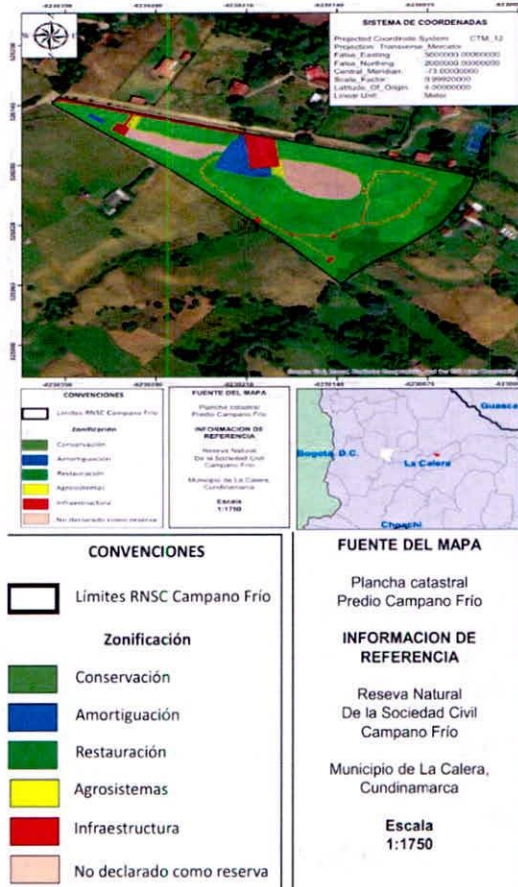 SISTEMA DE COORDENADAS
Projected Coordinate System: CTM_12
Projection: Transverse_Mercator
False_Easting: 5000000.00000000
False_Northing: 2000000.00000000
Central_Meridian: -73.00000000
Scale_Factor: 0.99920000
Latitude_Of_Origin: 4.00000000
Linear Unit: Meter
CONVENCIONES
Límites RNSC Campano Frío
Zonificación
Conservación
Amortiguación
Restauración
Agrosistemas
Infraestructura
No declarado como reserva
FUENTE DEL MAPA
Plancha catastral
Predio Campano Frío
INFORMACION DE
REFERENCIA
Reserva Natural
De la Sociedad Civil
Campano Frío
Municipio de La Calera,
Cundinamarca
Escala
1:1750
Guasca
Bogotá, D.C.
La Calera
Choachí
CONVENCIONES
Límites RNSC Campano Frío
Zonificación
Conservación
Amortiguación
Restauración
Agrosistemas
Infraestructura
No declarado como reserva
FUENTE DEL MAPA
Plancha catastral
Predio Campano Frío
INFORMACION DE
REFERENCIA
Reseva Natural
De la Sociedad Civil
Campano Frío
Municipio de La Calera,
Cundinamarca
Escala
1:1750